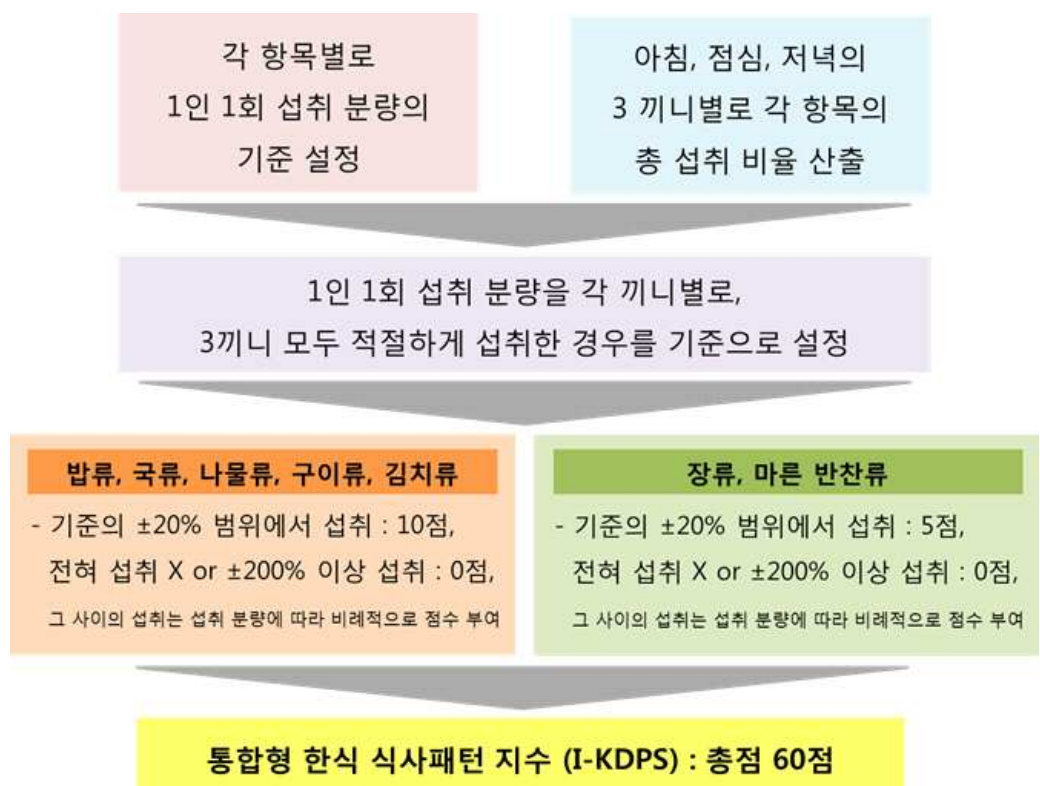 각 항목별로
1인 1회 섭취 분량의
기준 설정
아침, 점심, 저녁의
3 끼니별로 각 항목의
총 섭취 비율 산출
1인 1회 섭취 분량을 각 끼니별로,
3끼니 모두 적절하게 섭취한 경우를 기준으로 설정
밥류, 국류, 나물류, 구이류, 김치류
- 기준의 ±20% 범위에서 섭취 : 10점,
전혀 섭취 X or ±200% 이상 섭취 : 0점,
그 사이의 섭취는 섭취 분량에 따라 비례적으로 점수 부여
장류, 마른 반찬류
- 기준의 ±20% 범위에서 섭취 : 5점,
전혀 섭취 X or ±200% 이상 섭취 : 0점,
그 사이의 섭취는 섭취 분량에 따라 비례적으로 점수 부여
통합형 한식 식사패턴 지수 (I-KDPS) : 총점 60점